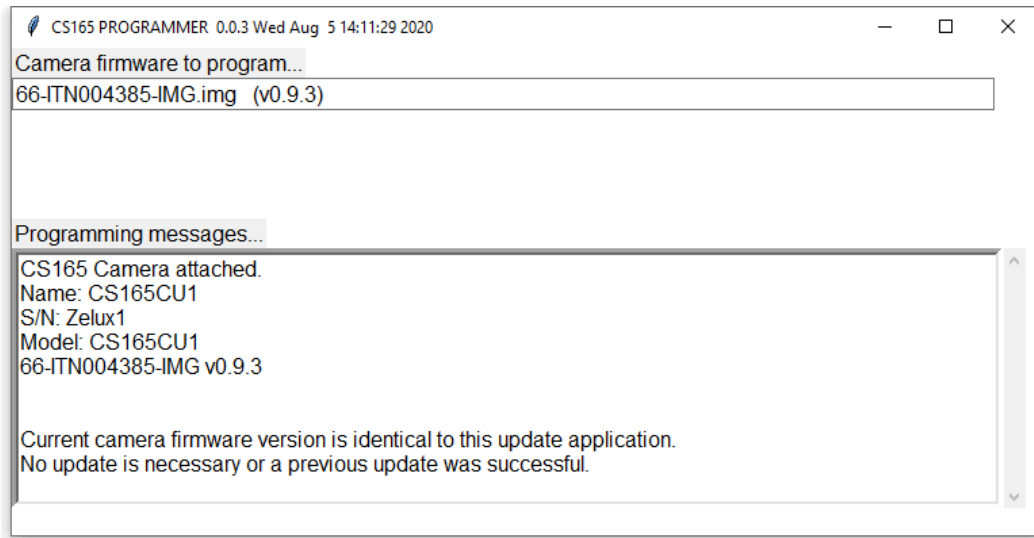 CS165 PROGRAMMER 0.0.3 Wed Aug 5 14:11:29 2020
Camera firmware to program...
66-ITN004385-IMG.img (v0.9.3)
Programming messages...
CS165 Camera attached.
Name: CS165CU1
S/N: Zelux1
Model: CS165CU1
66-ITN004385-IMG v0.9.3
Current camera firmware version is identical to this update application.
No update is necessary or a previous update was successful.